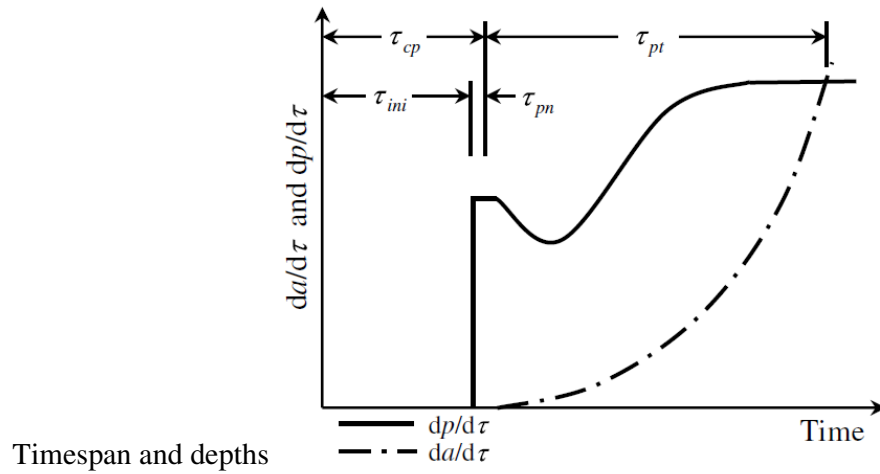 τcp
τpt
τini
τpn
da/dτ and dp/dτ
Time
dp/dτ
da/dτ
Timespan and depths